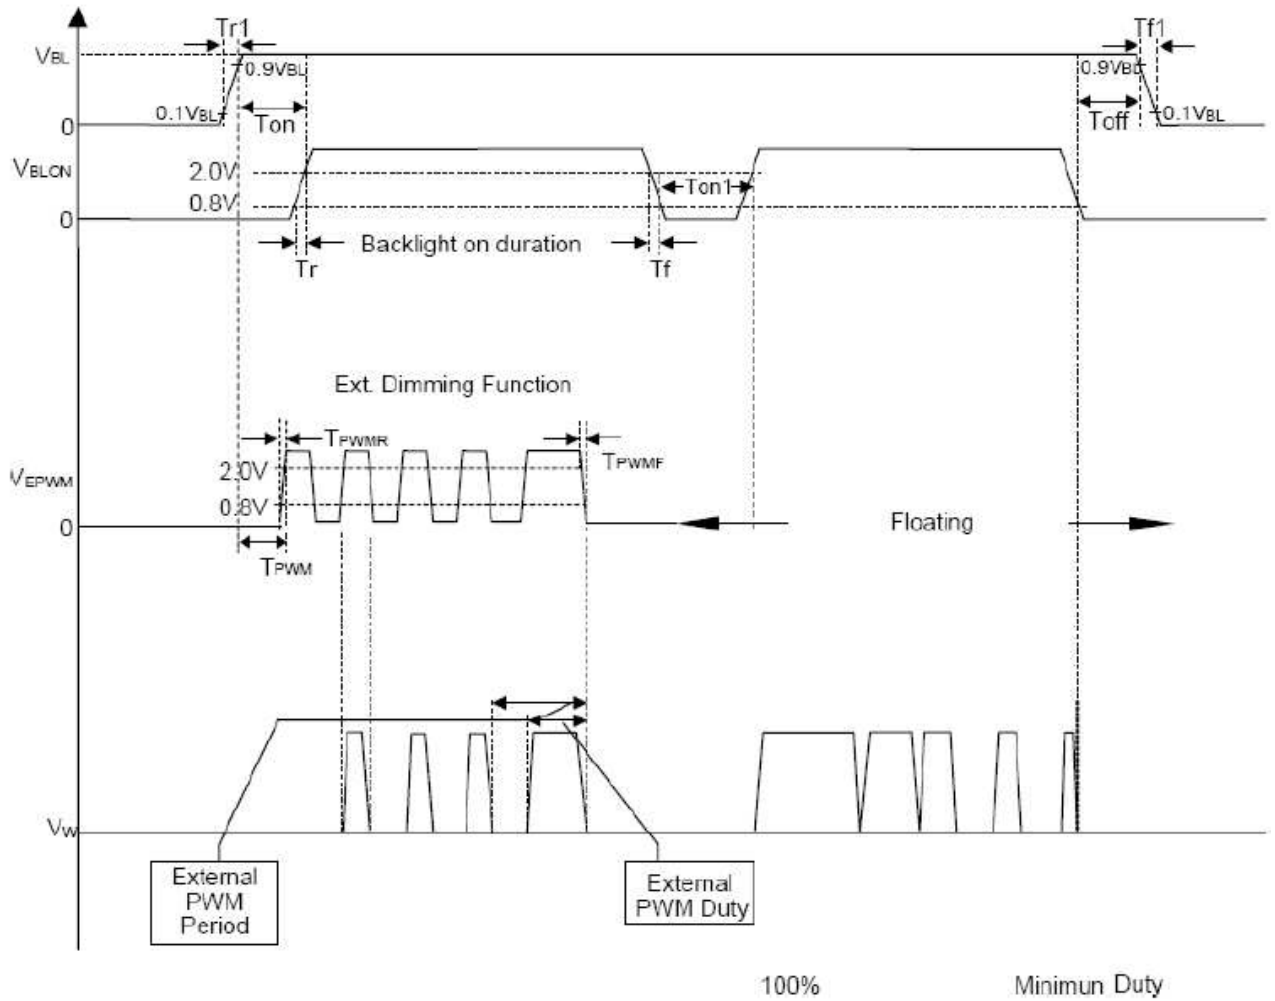 Tr1
Tf1
VBL
0.9VBL
0.9VBL
0.1VBL
Ton
Toff
0.1VBL
0
VBLON
2.0V
Ton1
0.8V
0
Backlight on duration
Tr
Tf
Ext. Dimming Function
TPWMR
VEPWM
2.0V
TPWMF
0.8V
0
Floating
TPWM
VW
External
PWM
Period
External
PWM Duty
100%
Minimun Duty